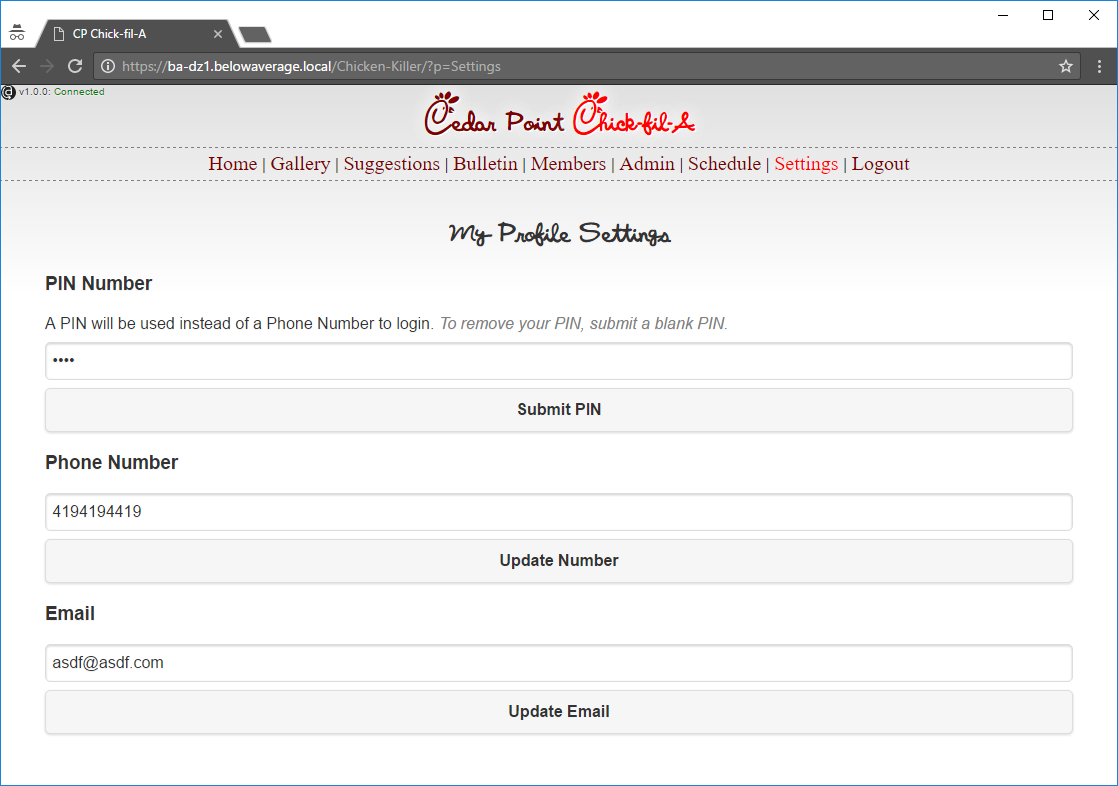 CP Chick-fil-A
https://ba-dz1.belowaverage.local/Chicken-Killer/?p=Settings
v1.0.0: Connected
Cedar Point Chick-fil-A
Home | Gallery | Suggestions | Bulletin | Members | Admin | Schedule | Settings | Logout
My Profile Settings
PIN Number
A PIN will be used instead of a Phone Number to login. To remove your PIN, submit a blank PIN.
••••
Submit PIN
Phone Number
4194194419
Update Number
Email
asdf@asdf.com
Update Email